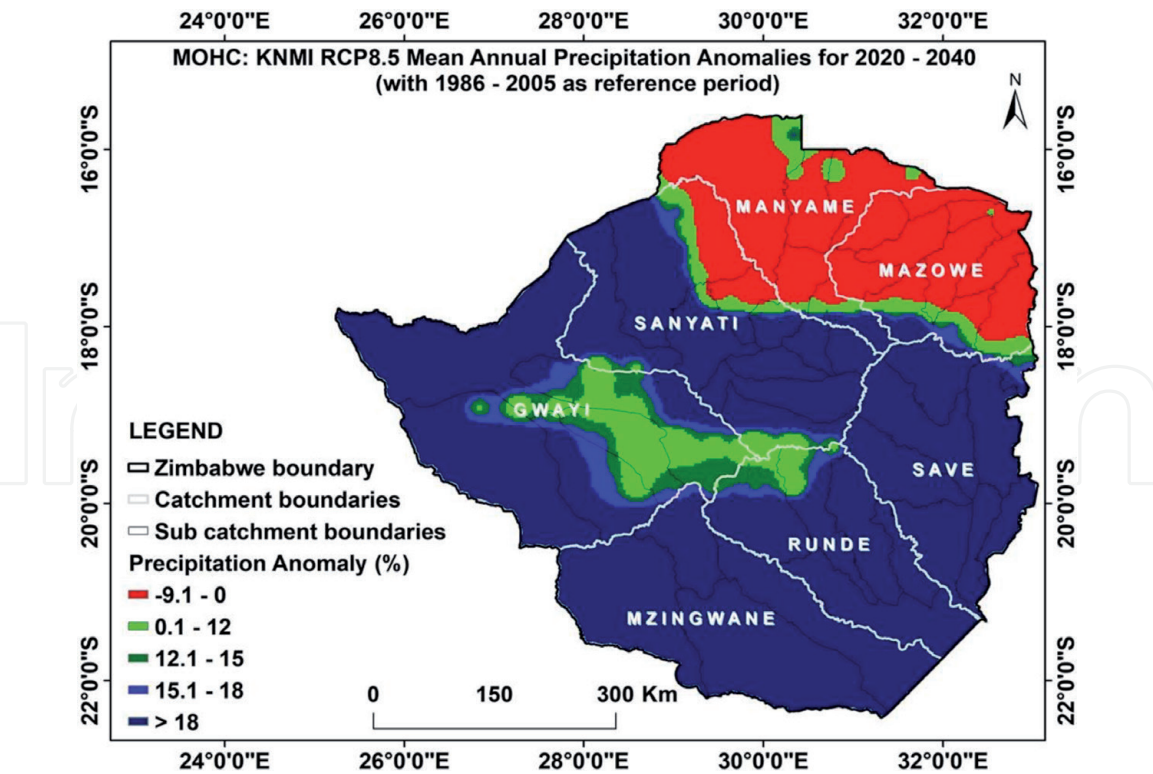 24°0'0"E 26°0'0"E 28°0'0"E 30°0'0"E 32°0'0"E
MOHC: KNMI RCP8.5 Mean Annual Precipitation Anomalies for 2020 - 2040
(with 1986 - 2005 as reference period)
N
16°0'0"S 16°0'0"S
MANYAME
MAZOWE
18°0'0"S 18°0'0"S
SANYATI
GWAYI
LEGEND
Zimbabwe boundary
Catchment boundaries
Sub catchment boundaries
SAVE
20°0'0"S 20°0'0"S
RUNDE
Precipitation Anomaly (%)
-9.1 - 0
0.1 - 12
12.1 - 15
15.1 - 18
> 18
MZINGWANE
22°0'0"S 22°0'0"S
0 150 300 Km
24°0'0"E 26°0'0"E 28°0'0"E 30°0'0"E 32°0'0"E